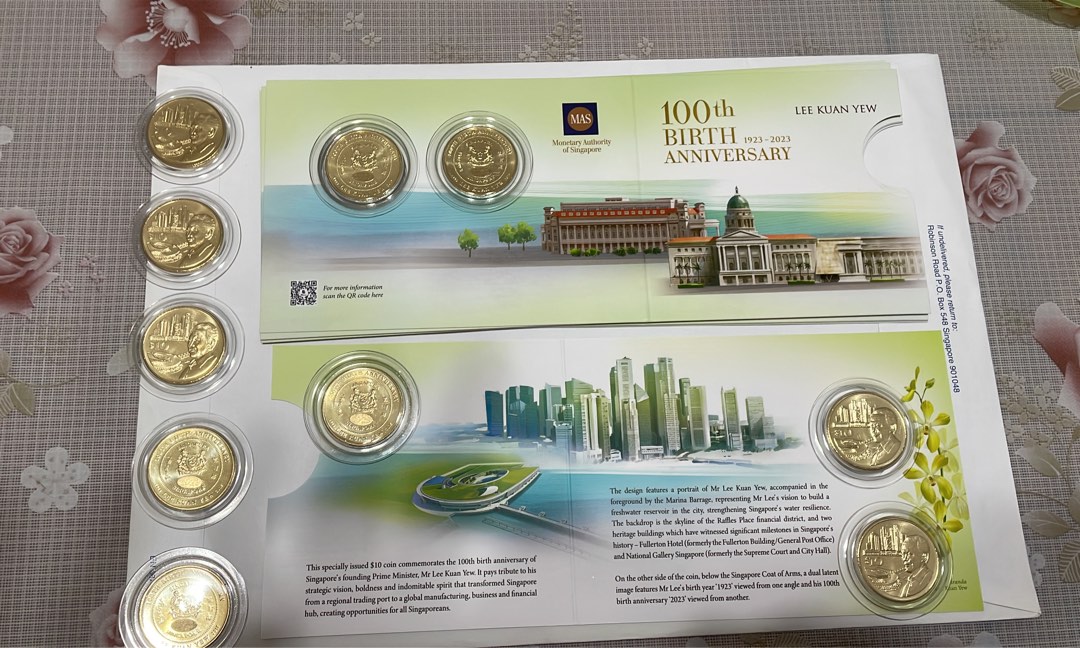 MAS
Monetary Authority
of Singapore
100th
BIRTH 1923 - 2023
ANNIVERSARY
LEE KUAN YEW
For more information
scan the QR code here
If undelivered, please return to:
Robinson Road P.O. Box 548 Singapore 901048
This specially issued $10 coin commemorates the 100th birth anniversary of
Singapore's founding Prime Minister, Mr Lee Kuan Yew. It pays tribute to his
strategic vision, boldness and indomitable spirit that transformed Singapore
from a regional trading port to a global manufacturing, business and financial
hub, creating opportunities for all Singaporeans.
The design features a portrait of Mr Lee Kuan Yew, accompanied in the
foreground by the Marina Barrage, representing Mr Lee's vision to build a
freshwater reservoir in the city, strengthening Singapore's water resilience.
The backdrop is the skyline of the Raffles Place financial district, and two
heritage buildings which have witnessed significant milestones in Singapore's
history – Fullerton Hotel (formerly the Fullerton Building/General Post Office)
and National Gallery Singapore (formerly the Supreme Court and City Hall).
On the other side of the coin, below the Singapore Coat of Arms, a dual latent
image features Mr Lee's birth year '1923' viewed from one angle and his 100th
birth anniversary '2023' viewed from another.